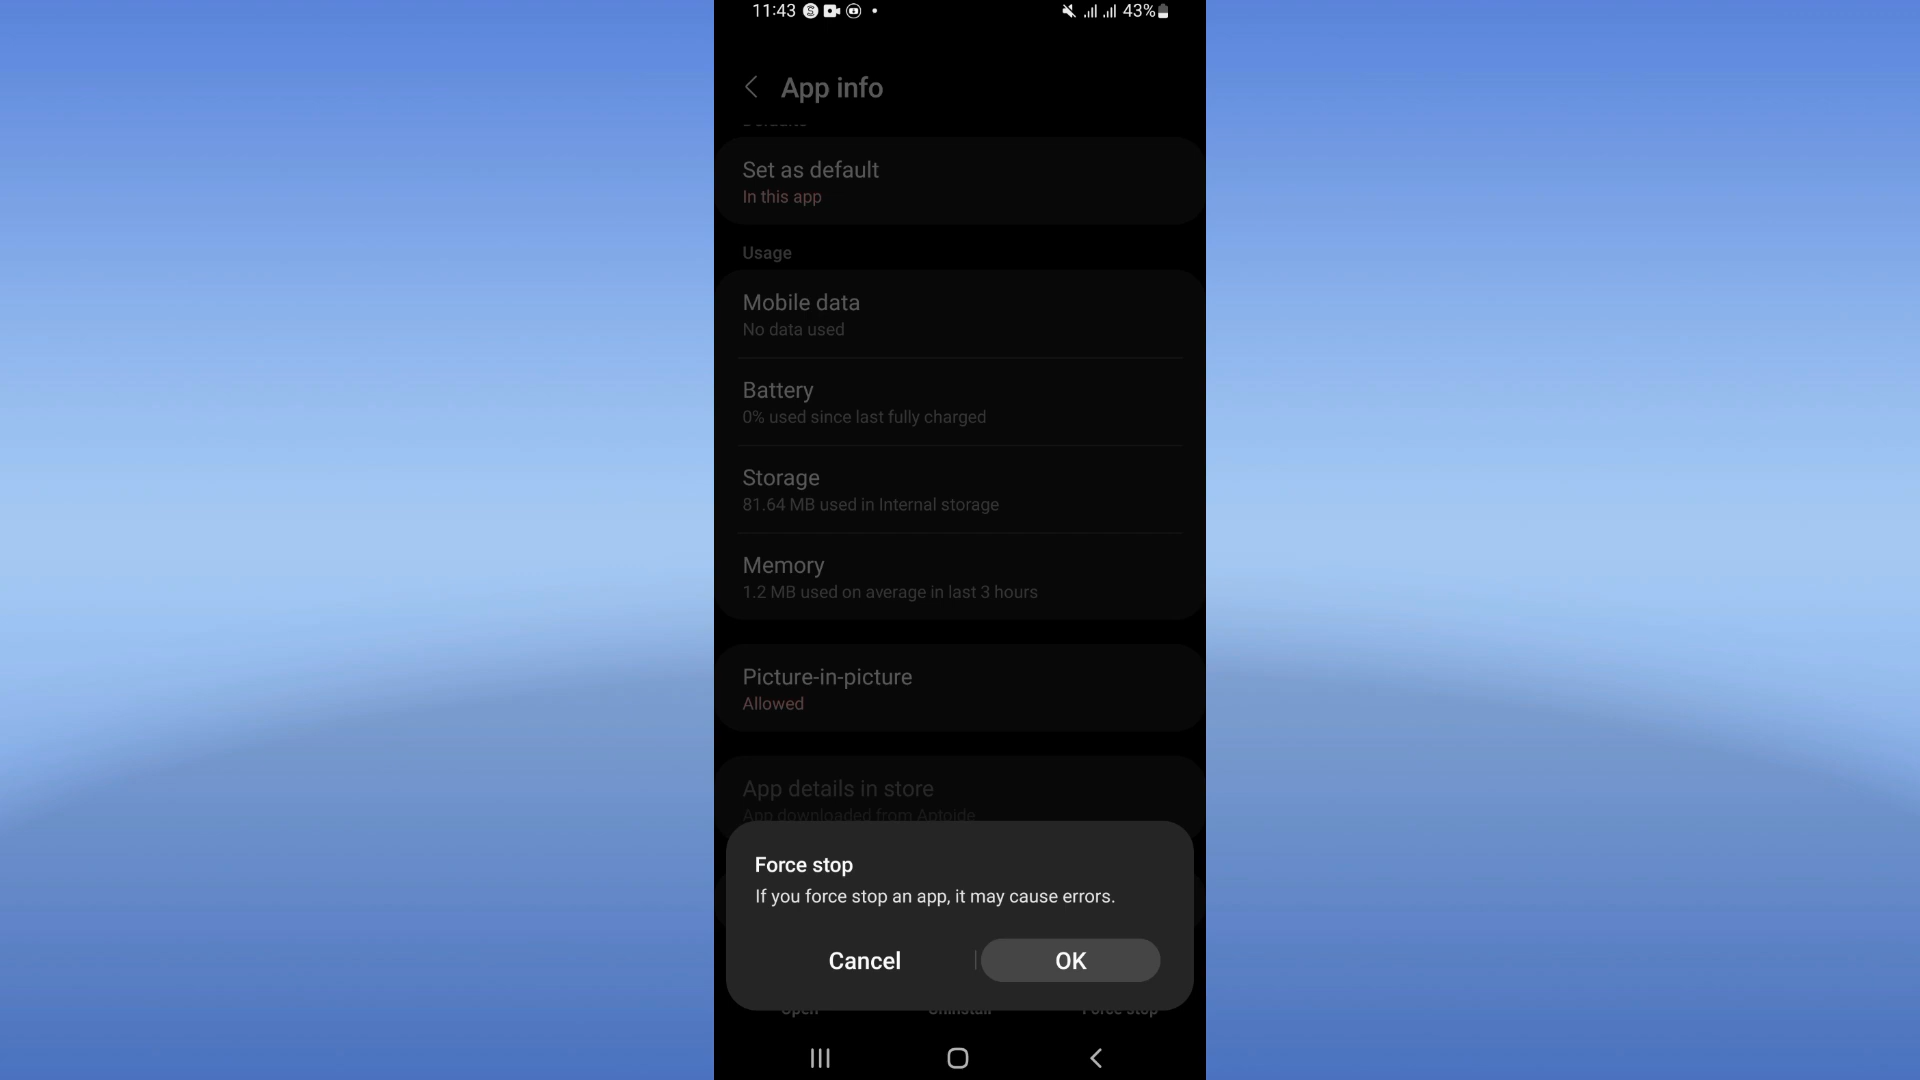 11:43
43%
App info
Defaults
Set as default
In this app
Usage
Mobile data
No data used
Battery
0% used since last fully charged
Storage
81.64 MB used in Internal storage
Memory
1.2 MB used on average in last 3 hours
Picture-in-picture
Allowed
App details in store
App downloaded from Aptoide
Force stop
If you force stop an app, it may cause errors.
Cancel
OK
Open Uninstall Force stop